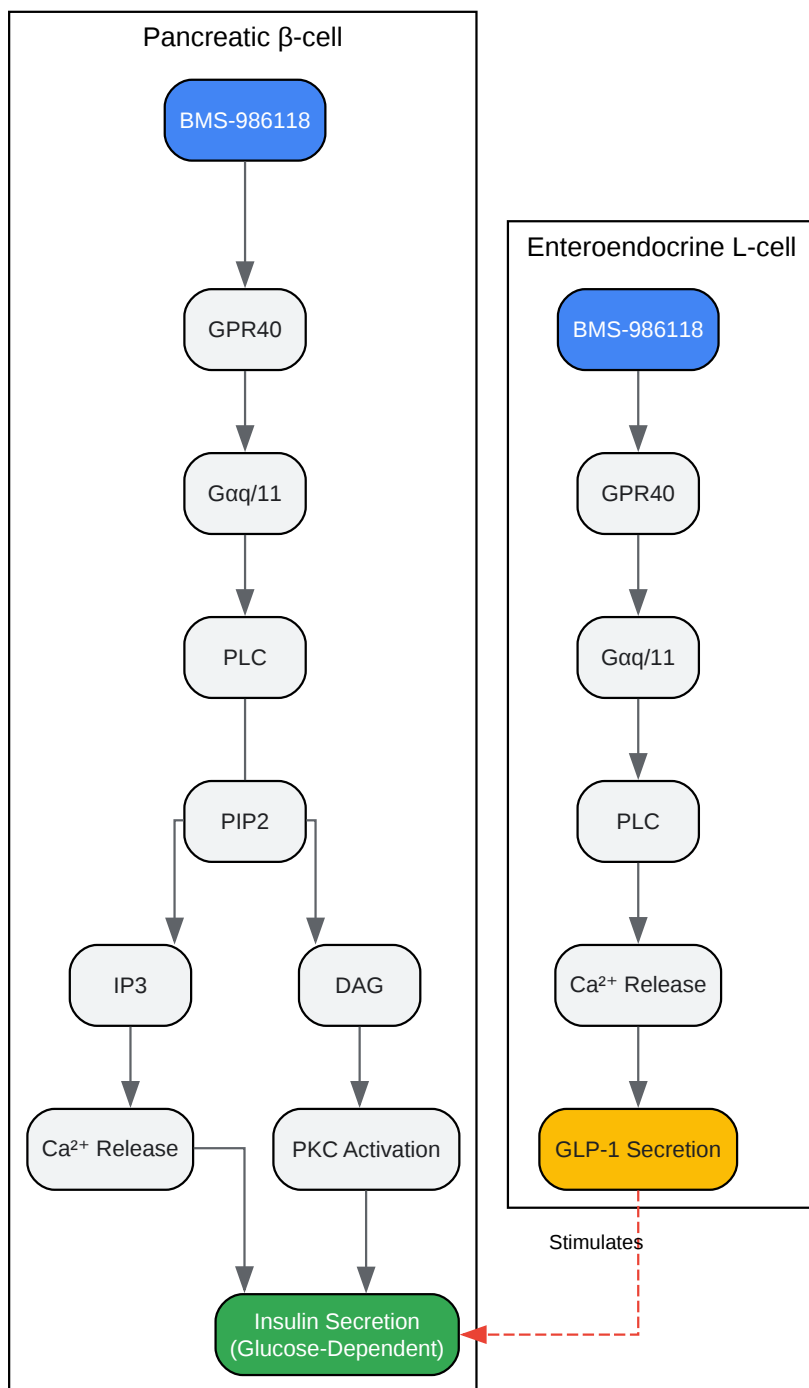 Pancreatic β-cell
BMS-986118
GPR40
Gαq/11
PLC
PIP2
IP3
DAG
Ca²⁺ Release
PKC Activation
Insulin Secretion
(Glucose-Dependent)
Enteroendocrine L-cell
BMS-986118
GPR40
Gαq/11
PLC
Ca²⁺ Release
GLP-1 Secretion
Stimulates